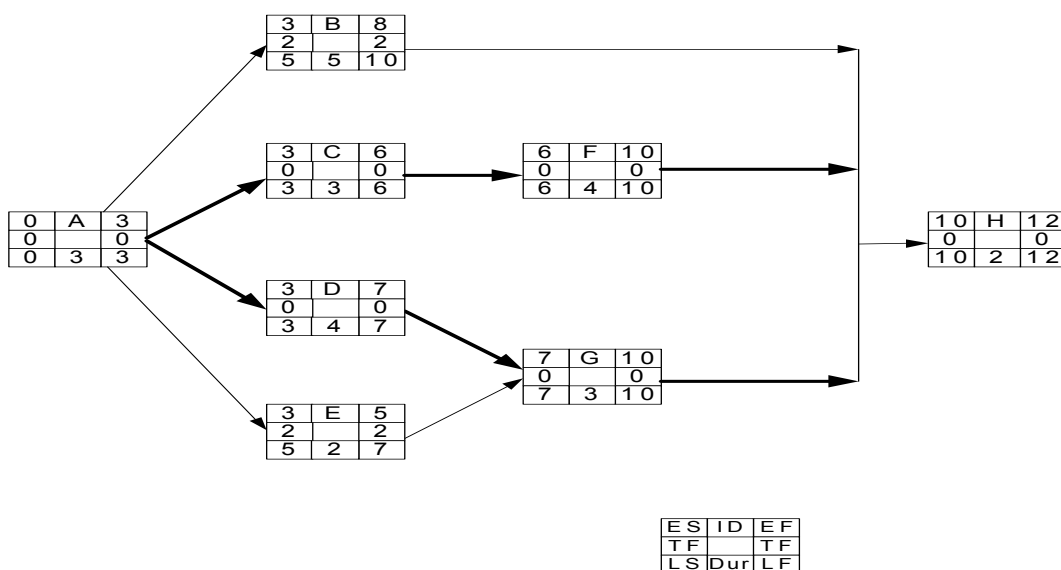 3 B 8
2 2
5 5 10
3 C 6
0 0
3 3 6
6 F 10
0 0
6 4 10
0 A 3
0 0
0 3 3
10 H 12
0 0
10 2 12
3 D 7
0 0
3 4 7
7 G 10
0 0
7 3 10
3 E 5
2 2
5 2 7
ES ID EF
TF TF
LS Dur LF